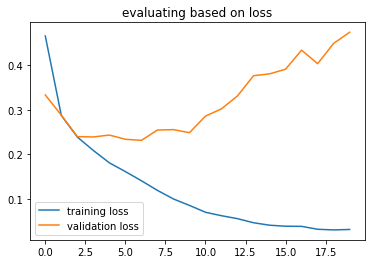 evaluating based on loss
0.4
0.3
0.2
0.1
training loss
validation loss
0.0 2.5 5.0 7.5 10.0 12.5 15.0 17.5